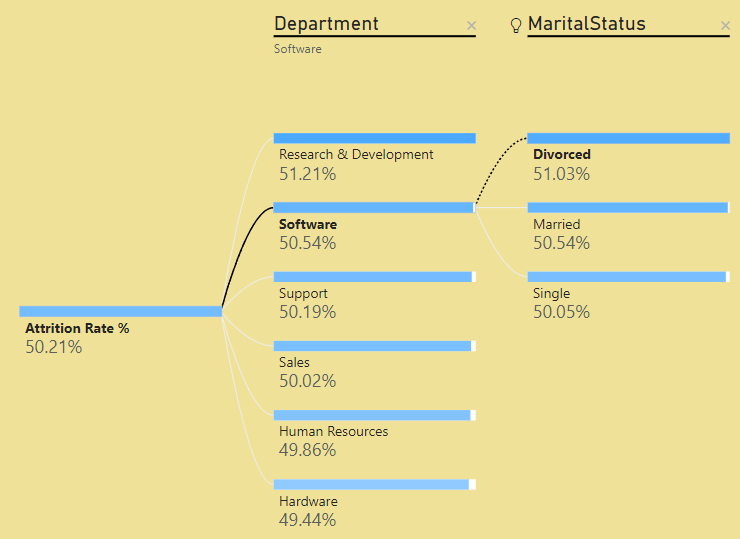 Department
MaritalStatus
Software
Research & Development
51.21%
Divorced
51.03%
Software
50.54%
Married
50.54%
Support
50.19%
Single
50.05%
Attrition Rate %
50.21%
Sales
50.02%
Human Resources
49.86%
Hardware
49.44%